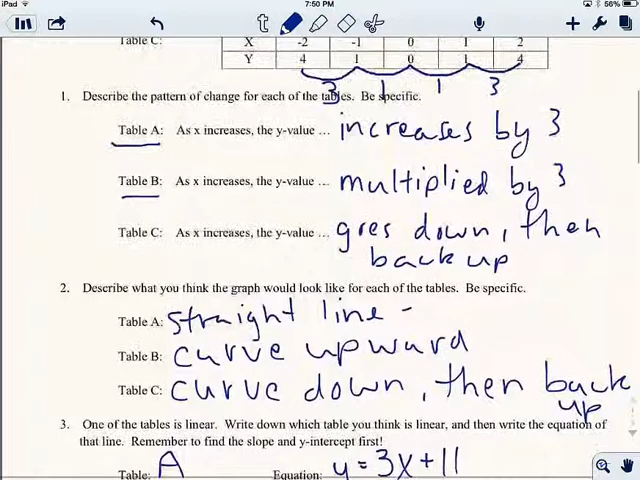 iPad
7:50 PM
56%
t
Table C: X -2 -1 0 1 2
Y 4 1 0 1 4
3 1 1 3
1. Describe the pattern of change for each of the tables. Be specific.
Table A: As x increases, the y-value ... increases by 3
Table B: As x increases, the y-value ... multiplied by 3
Table C: As x increases, the y-value ... goes down, then
back up
2. Describe what you think the graph would look like for each of the tables. Be specific.
Table A: straight line -
Table B: curve upward
Table C: curve down, then back
up
3. One of the tables is linear. Write down which table you think is linear, and then write the equation of
that line. Remember to find the slope and y-intercept first!
Table: A Equation: y = 3x + 11